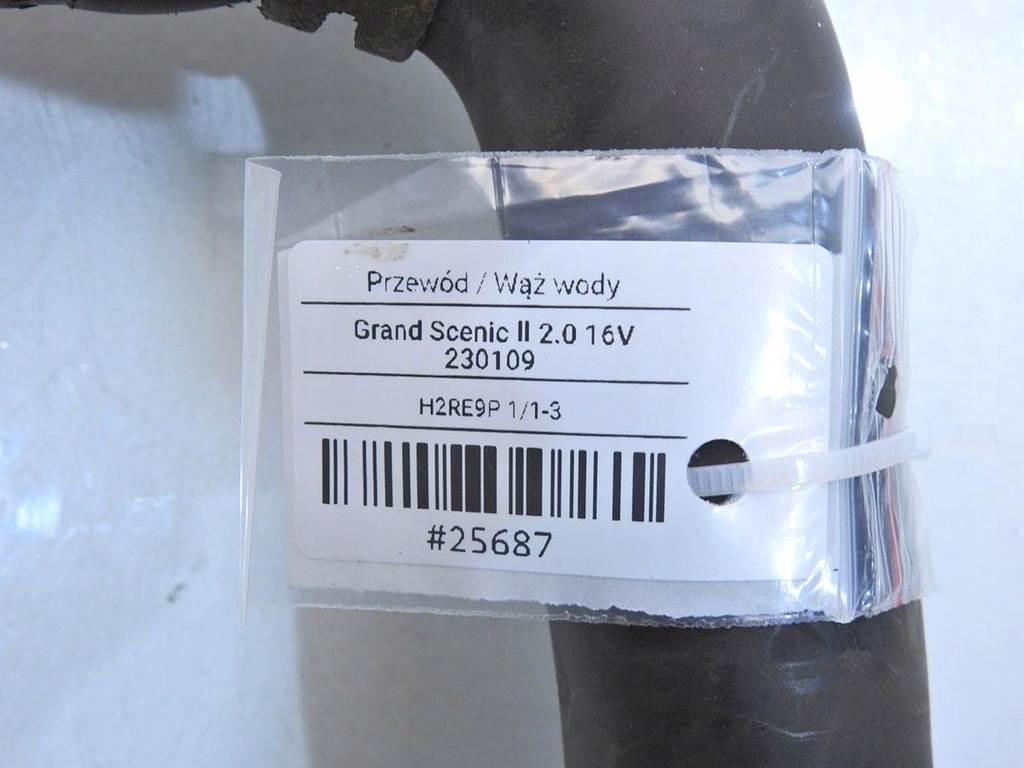 Przewód / Wąż wody
Grand Scenic II 2.0 16V
230109
H2RE9P 1/1-3
#25687